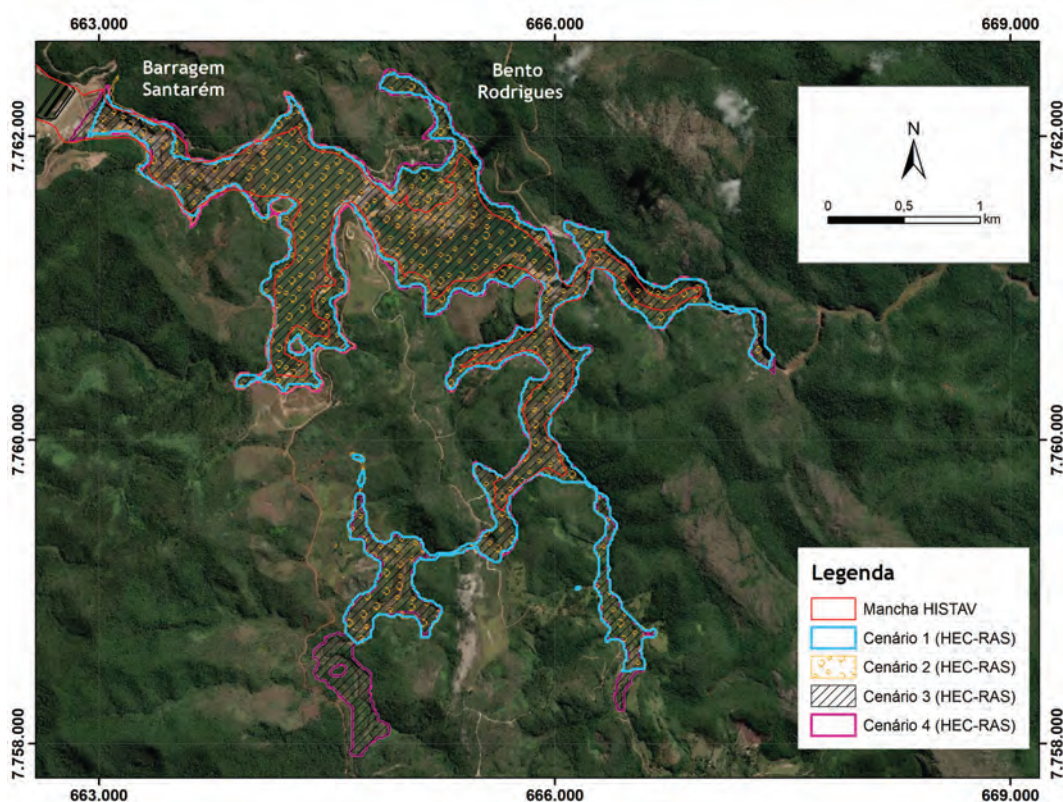 663.000
666.000
669.000
Barragem
Santarém
Bento
Rodrigues
7.762.000
7.762.000
N
0
0,5
1
km
7.760.000
7.760.000
Legenda
Mancha HISTAV
Cenário 1 (HEC-RAS)
Cenário 2 (HEC-RAS)
Cenário 3 (HEC-RAS)
Cenário 4 (HEC-RAS)
7.758.000
7.758.000
663.000
666.000
669.000